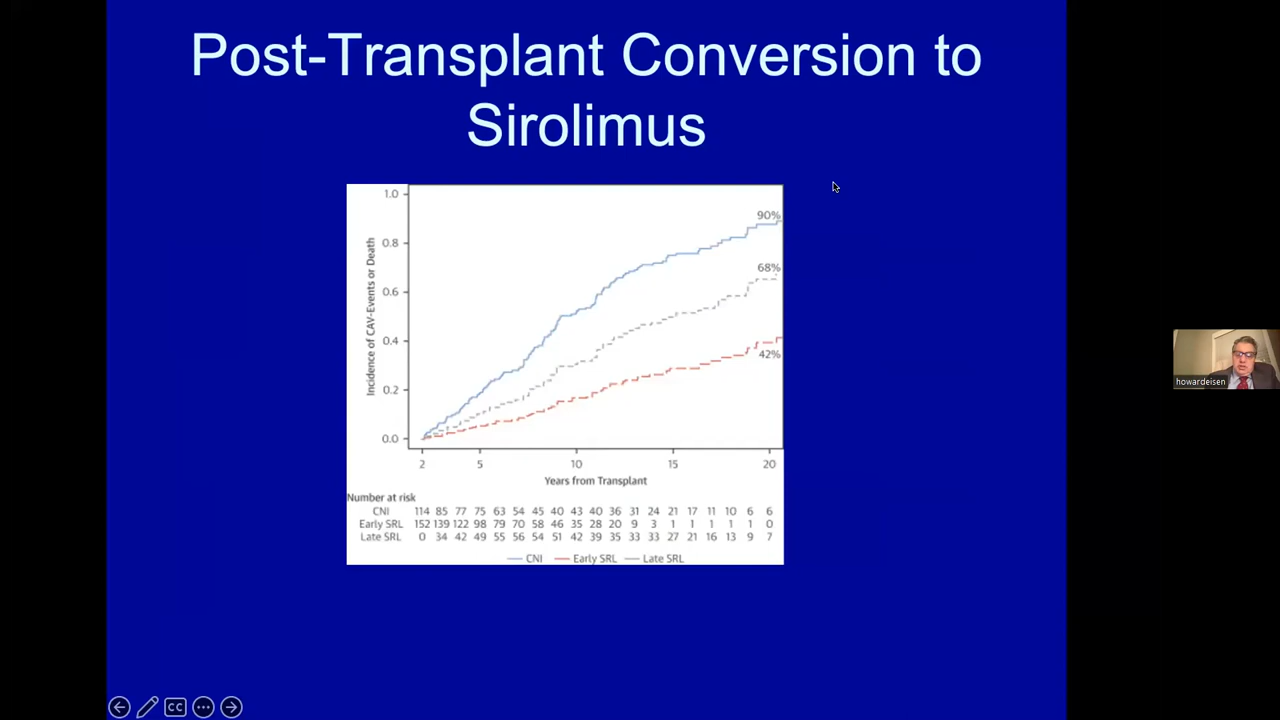 Post-Transplant Conversion to
Sirolimus
1.0
0.8
0.6
0.4
0.2
0.0
Incidence of CAV-Events or Death
90%
68%
42%
2 5 10 15 20
Years from Transplant
Number at risk
CNI 114 85 77 75 63 54 45 40 43 40 36 31 24 21 17 11 10 6 6
Early SRL 152 139 122 98 79 70 58 46 35 28 20 9 3 1 1 1 1 1 0
Late SRL 0 34 42 49 55 56 54 51 42 39 35 33 33 27 21 16 13 9 7
CNI Early SRL Late SRL
howardeisen
CC